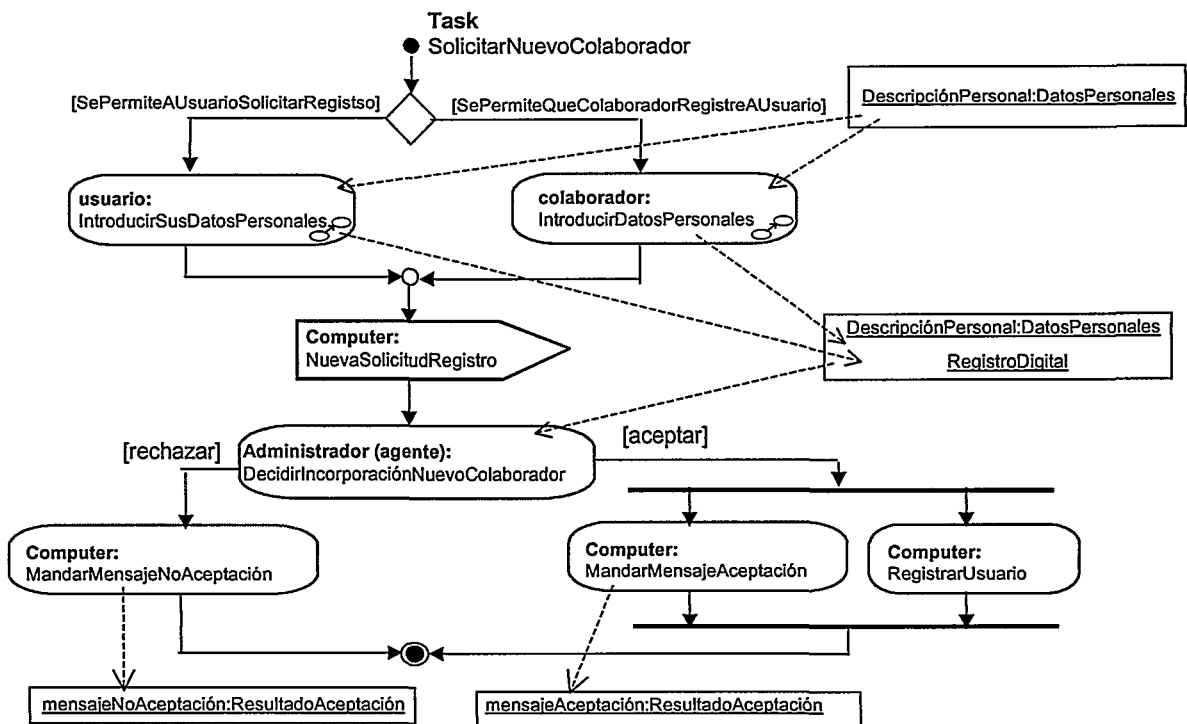 Task
SolicitarNuevoColaborador
[SePermiteAUsuarioSolicitarRegistso]
[SePermiteQueColaboradorRegistreAUsuario]
DescripciónPersonal:DatosPersonales
usuario:
IntroducirSusDatosPersonales
colaborador:
IntroducirDatosPersonales
Computer:
NuevaSolicitudRegistro
DescripciónPersonal:DatosPersonales
RegistroDigital
[rechazar]
Administrador (agente):
DecidirIncorporaciónNuevoColaborador
[aceptar]
Computer:
MandarMensajeNoAceptación
Computer:
MandarMensajeAceptación
Computer:
RegistrarUsuario
mensajeNoAceptación:ResultadoAceptación
mensajeAceptación:ResultadoAceptación